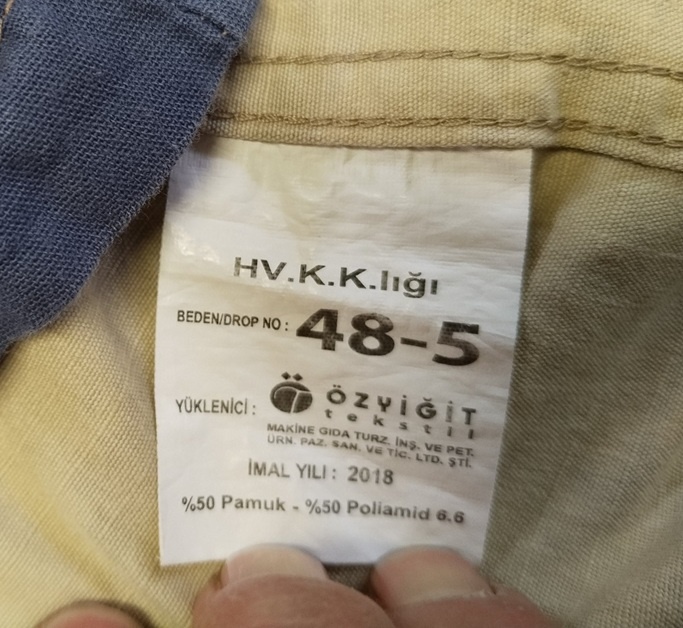 HV.K.K.lığı
BEDEN/DROP NO : 48-5
YÜKLENİCİ : ÖZYİĞİT
tekstil
MAKİNE GIDA TURZ. İNŞ. VE PET.
ÜRN. PAZ. SAN. VE TİC. LTD. ŞTİ.
İMAL YILI : 2018
%50 Pamuk - %50 Poliamid 6.6